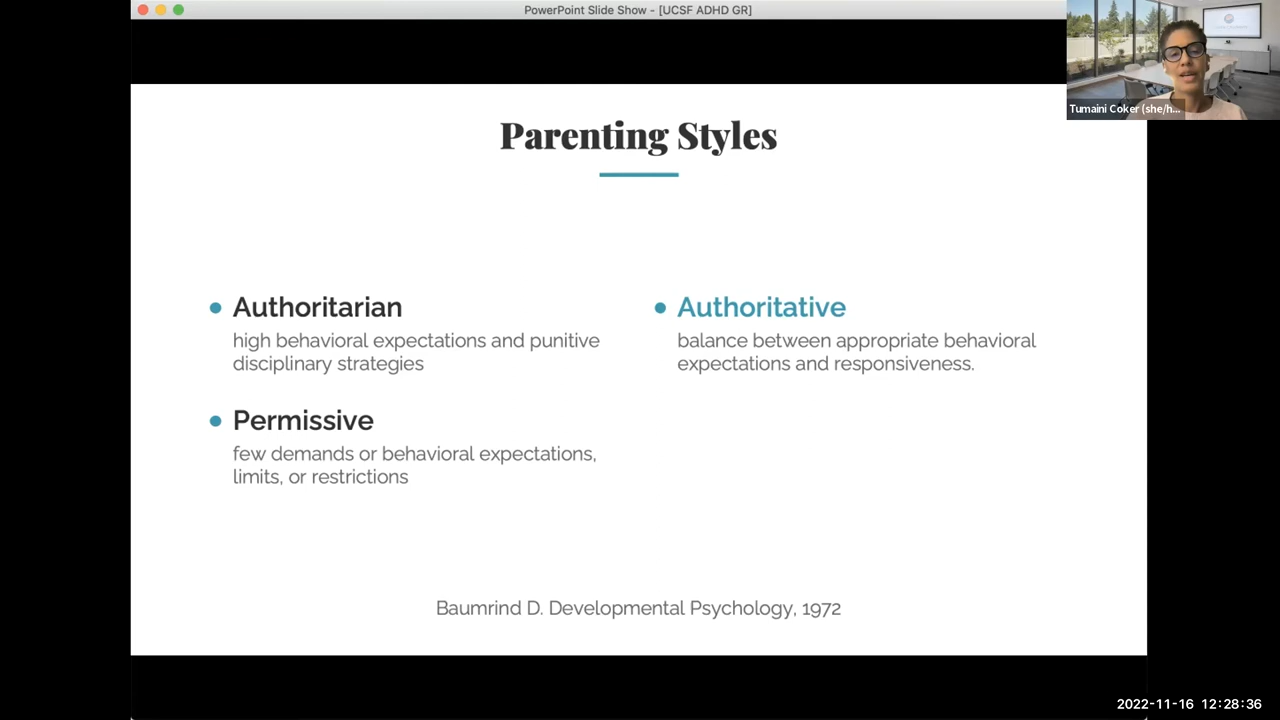 PowerPoint Slide Show - [UCSF ADHD GR]
Tumaini Coker (she/h...
Parenting Styles
Authoritarian
high behavioral expectations and punitive
disciplinary strategies
Permissive
few demands or behavioral expectations,
limits, or restrictions
Authoritative
balance between appropriate behavioral
expectations and responsiveness.
Baumrind D. Developmental Psychology, 1972
2022-11-16 12:28:36